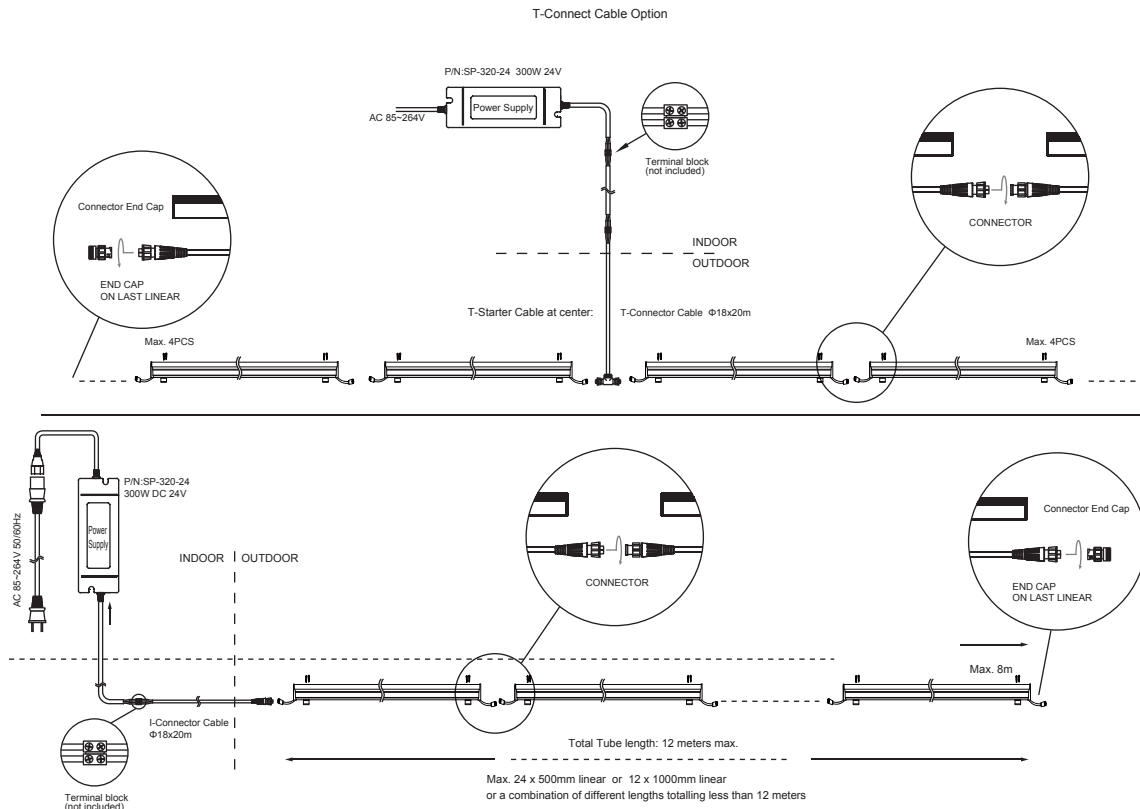 T-Connect Cable Option
P/N:SP-320-24 300W 24V
Power Supply
AC 85~264V
Terminal block
(not included)
Connector End Cap
END CAP
ON LAST LINEAR
CONNECTOR
INDOOR
OUTDOOR
T-Starter Cable at center:
T-Connector Cable Φ18x20m
Max. 4PCS
Max. 4PCS
P/N:SP-320-24
300W DC 24V
Power
Supply
AC 85~264V 50/60Hz
INDOOR
OUTDOOR
CONNECTOR
Connector End Cap
END CAP
ON LAST LINEAR
Max. 8m
I-Connector Cable
Φ18x20m
Terminal block
(not included)
Total Tube length: 12 meters max.
Max. 24 x 500mm linear or 12 x 1000mm linear
or a combination of different lengths totalling less than 12 meters